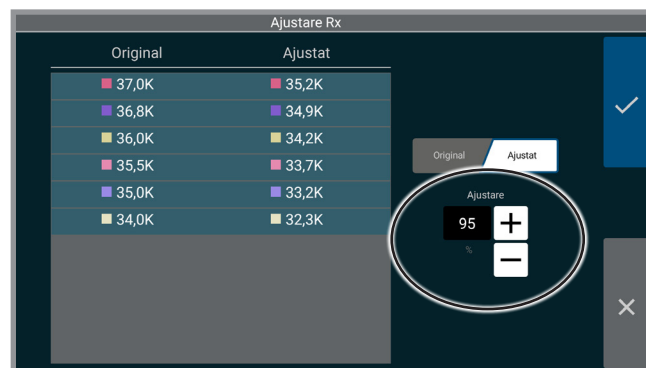 Ajustare Rx
Original Ajustat
37,0K 35,2K
36,8K 34,9K
36,0K 34,2K
35,5K 33,7K
35,0K 33,2K
34,0K 32,3K
Original Ajustat
Ajustare
95
%